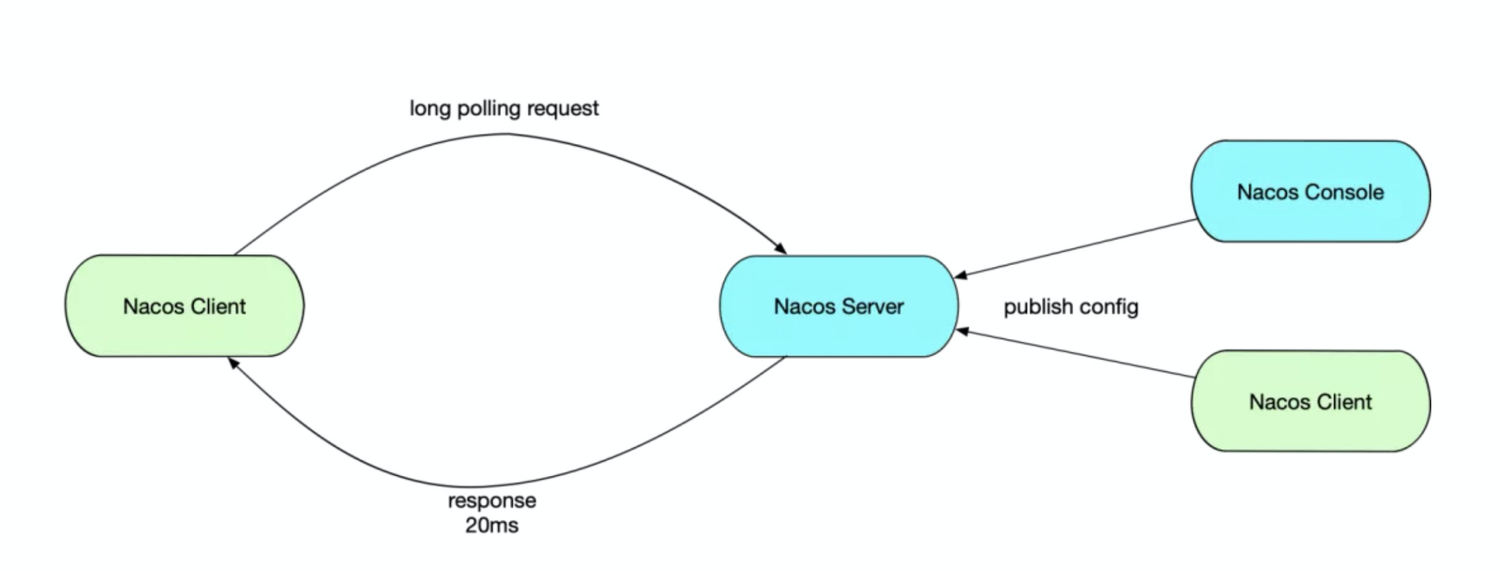 long polling request
Nacos Console
Nacos Client
Nacos Server
publish config
Nacos Client
response
20ms